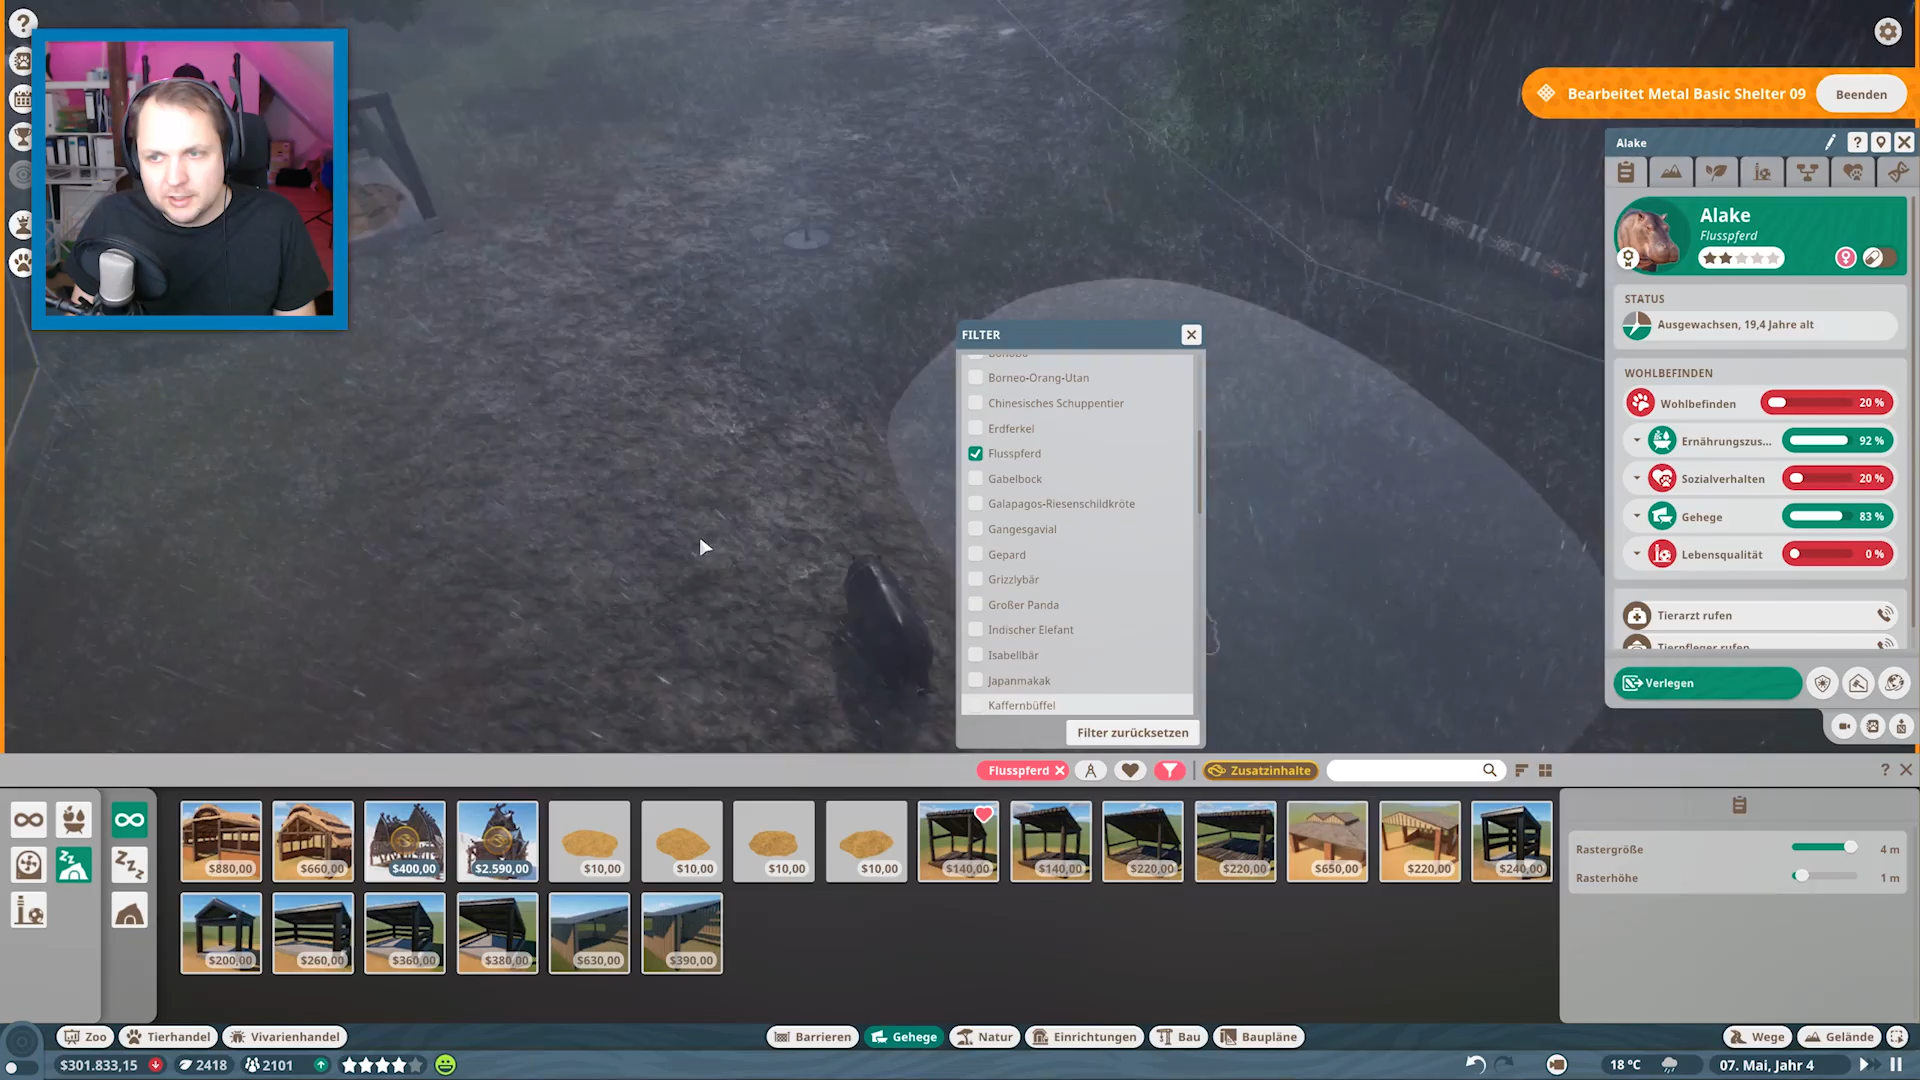 Bearbeitet Metal Basic Shelter 09
Beenden
Alake
Alake
Flusspferd
STATUS
Ausgewachsen, 19,4 Jahre alt
WOHLBEFINDEN
Wohlbefinden 20 %
Ernährungszus... 92 %
Sozialverhalten 20 %
Gehege 83 %
Lebensqualität 0 %
Tierarzt rufen
Tierpfleger rufen
Verlegen
FILTER
Bonobo
Borneo-Orang-Utan
Chinesisches Schuppentier
Erdferkel
Flusspferd
Gabelbock
Galapagos-Riesenschildkröte
Gangesgavial
Gepard
Grizzlybär
Großer Panda
Indischer Elefant
Isabellbär
Japanmakak
Kaffernbüffel
Filter zurücksetzen
Flusspferd
Zusatzinhalte
$880,00 $660,00 $400,00 $2.590,00 $10,00 $10,00 $10,00 $10,00 $140,00 $140,00 $220,00 $220,00 $650,00 $220,00 $240,00
$200,00 $260,00 $360,00 $380,00 $630,00 $390,00
Rastergröße 4 m
Rasterhöhe 1 m
Zoo Tierhandel Vivarienhandel Barrieren Gehege Natur Einrichtungen Bau Baupläne Wege Gelände
$301.833,15 2418 2101 18 °C 07. Mai, Jahr 4